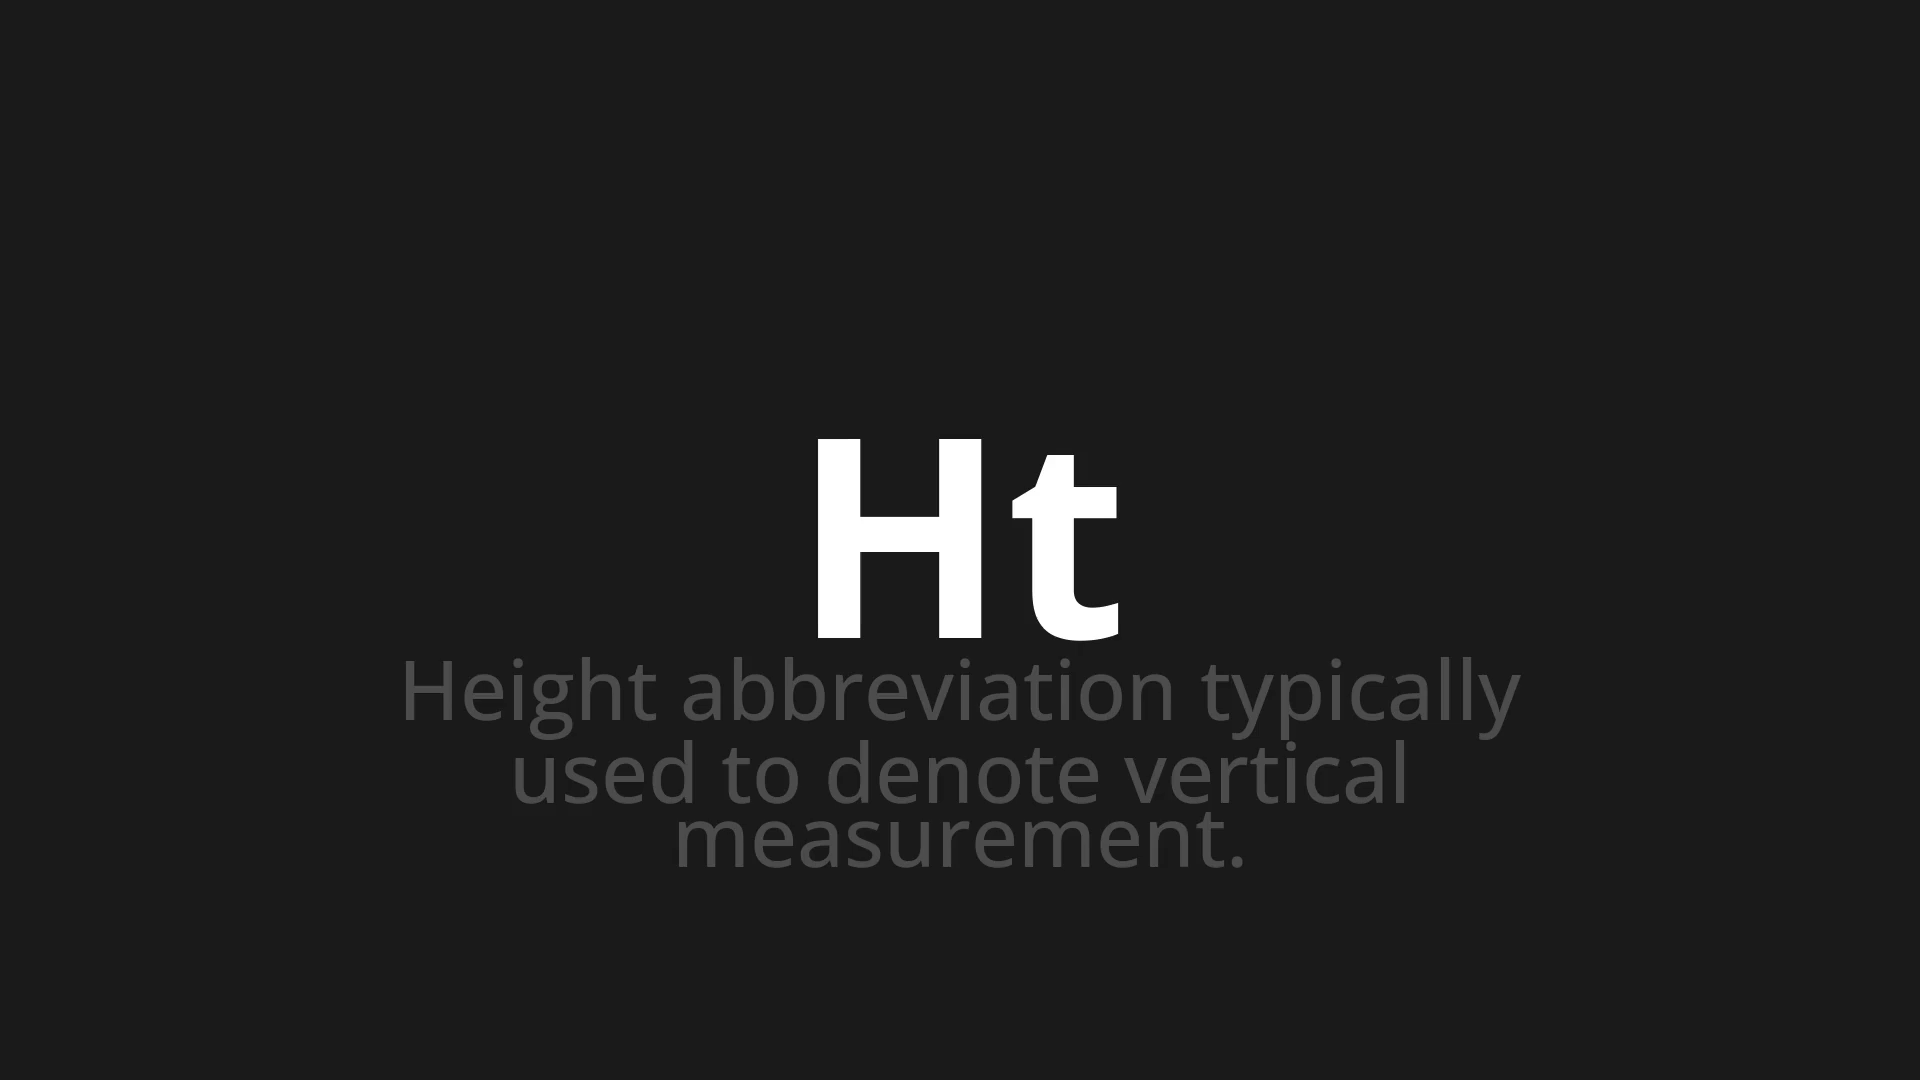 Ht
Height abbreviation typically
used to denote vertical
measurement.